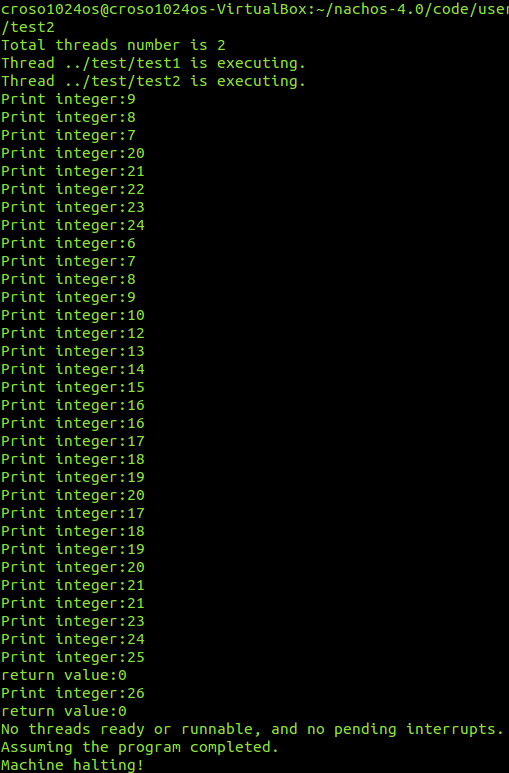 croso1024os@croso1024os-VirtualBox:~/nachos-4.0/code/user
/test2
Total threads number is 2
Thread ../test/test1 is executing.
Thread ../test/test2 is executing.
Print integer:9
Print integer:8
Print integer:7
Print integer:20
Print integer:21
Print integer:22
Print integer:23
Print integer:24
Print integer:6
Print integer:7
Print integer:8
Print integer:9
Print integer:10
Print integer:12
Print integer:13
Print integer:14
Print integer:15
Print integer:16
Print integer:16
Print integer:17
Print integer:18
Print integer:19
Print integer:20
Print integer:17
Print integer:18
Print integer:19
Print integer:20
Print integer:21
Print integer:21
Print integer:23
Print integer:24
Print integer:25
return value:0
Print integer:26
return value:0
No threads ready or runnable, and no pending interrupts.
Assuming the program completed.
Machine halting!